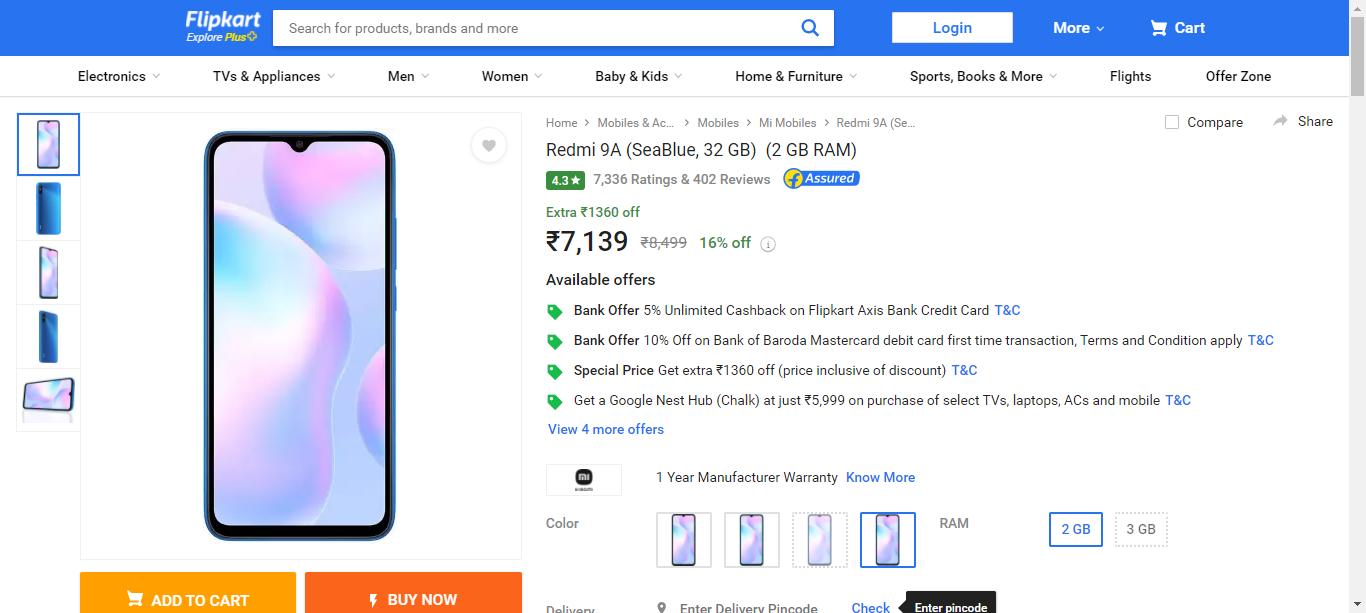 Flipkart
Explore Plus
Search for products, brands and more
Login
More
Cart
Electronics
TVs & Appliances
Men
Women
Baby & Kids
Home & Furniture
Sports, Books & More
Flights
Offer Zone
Home
Mobiles & Ac...
Mobiles
Mi Mobiles
Redmi 9A (Se...
Compare
Share
Redmi 9A (SeaBlue, 32 GB) (2 GB RAM)
4.3★ 7,336 Ratings & 402 Reviews Assured
Extra ₹1360 off
₹7,139 ₹8,499 16% off
Available offers
Bank Offer 5% Unlimited Cashback on Flipkart Axis Bank Credit Card T&C
Bank Offer 10% Off on Bank of Baroda Mastercard debit card first time transaction, Terms and Condition apply T&C
Special Price Get extra ₹1360 off (price inclusive of discount) T&C
Get a Google Nest Hub (Chalk) at just ₹5,999 on purchase of select TVs, laptops, ACs and mobile T&C
View 4 more offers
mi
1 Year Manufacturer Warranty Know More
Color
RAM
2 GB
3 GB
ADD TO CART
BUY NOW
Delivery
Enter Delivery Pincode
Check
Enter pincode